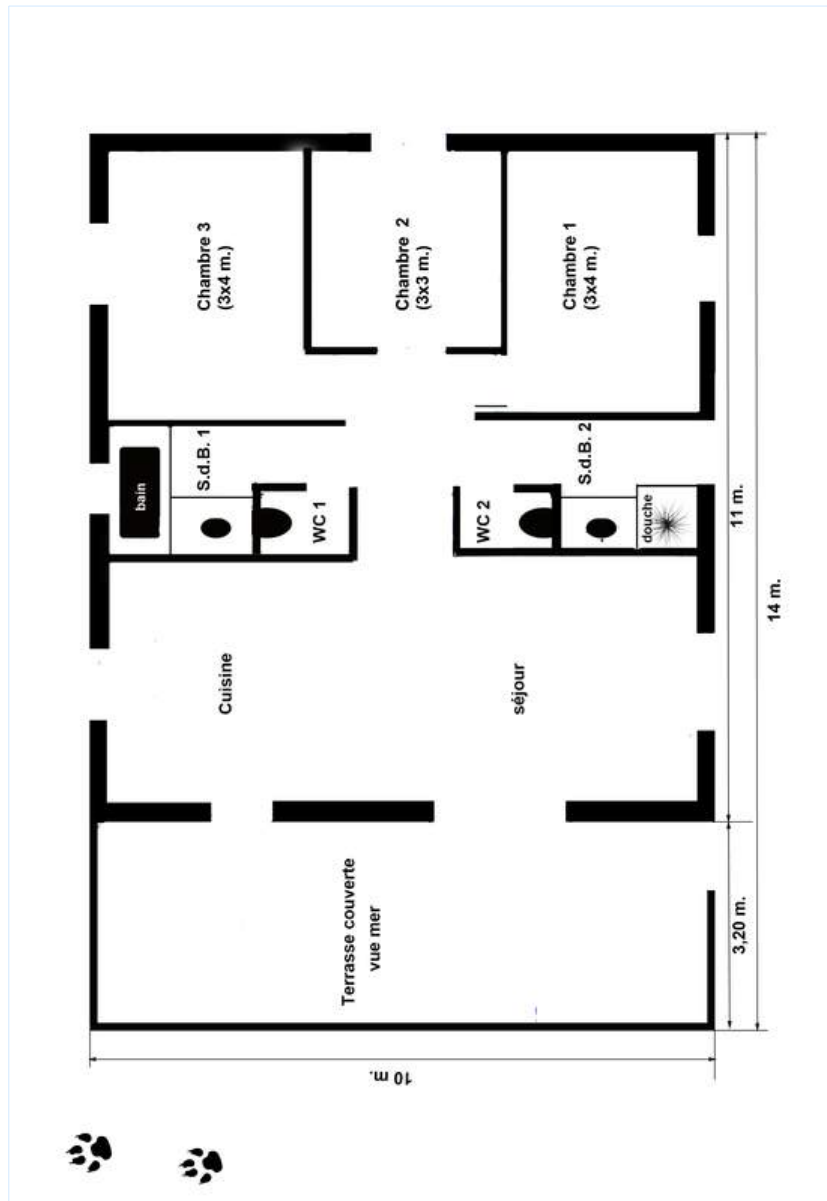 Chambre 3
(3x4 m.)
Chambre 2
(3x3 m.)
Chambre 1
(3x4 m.)
bain
S.d.B. 1
WC 1
WC 2
S.d.B. 2
douche
Cuisine
séjour
Terrasse couverte
vue mer
11 m.
14 m.
3,20 m.
10 m.